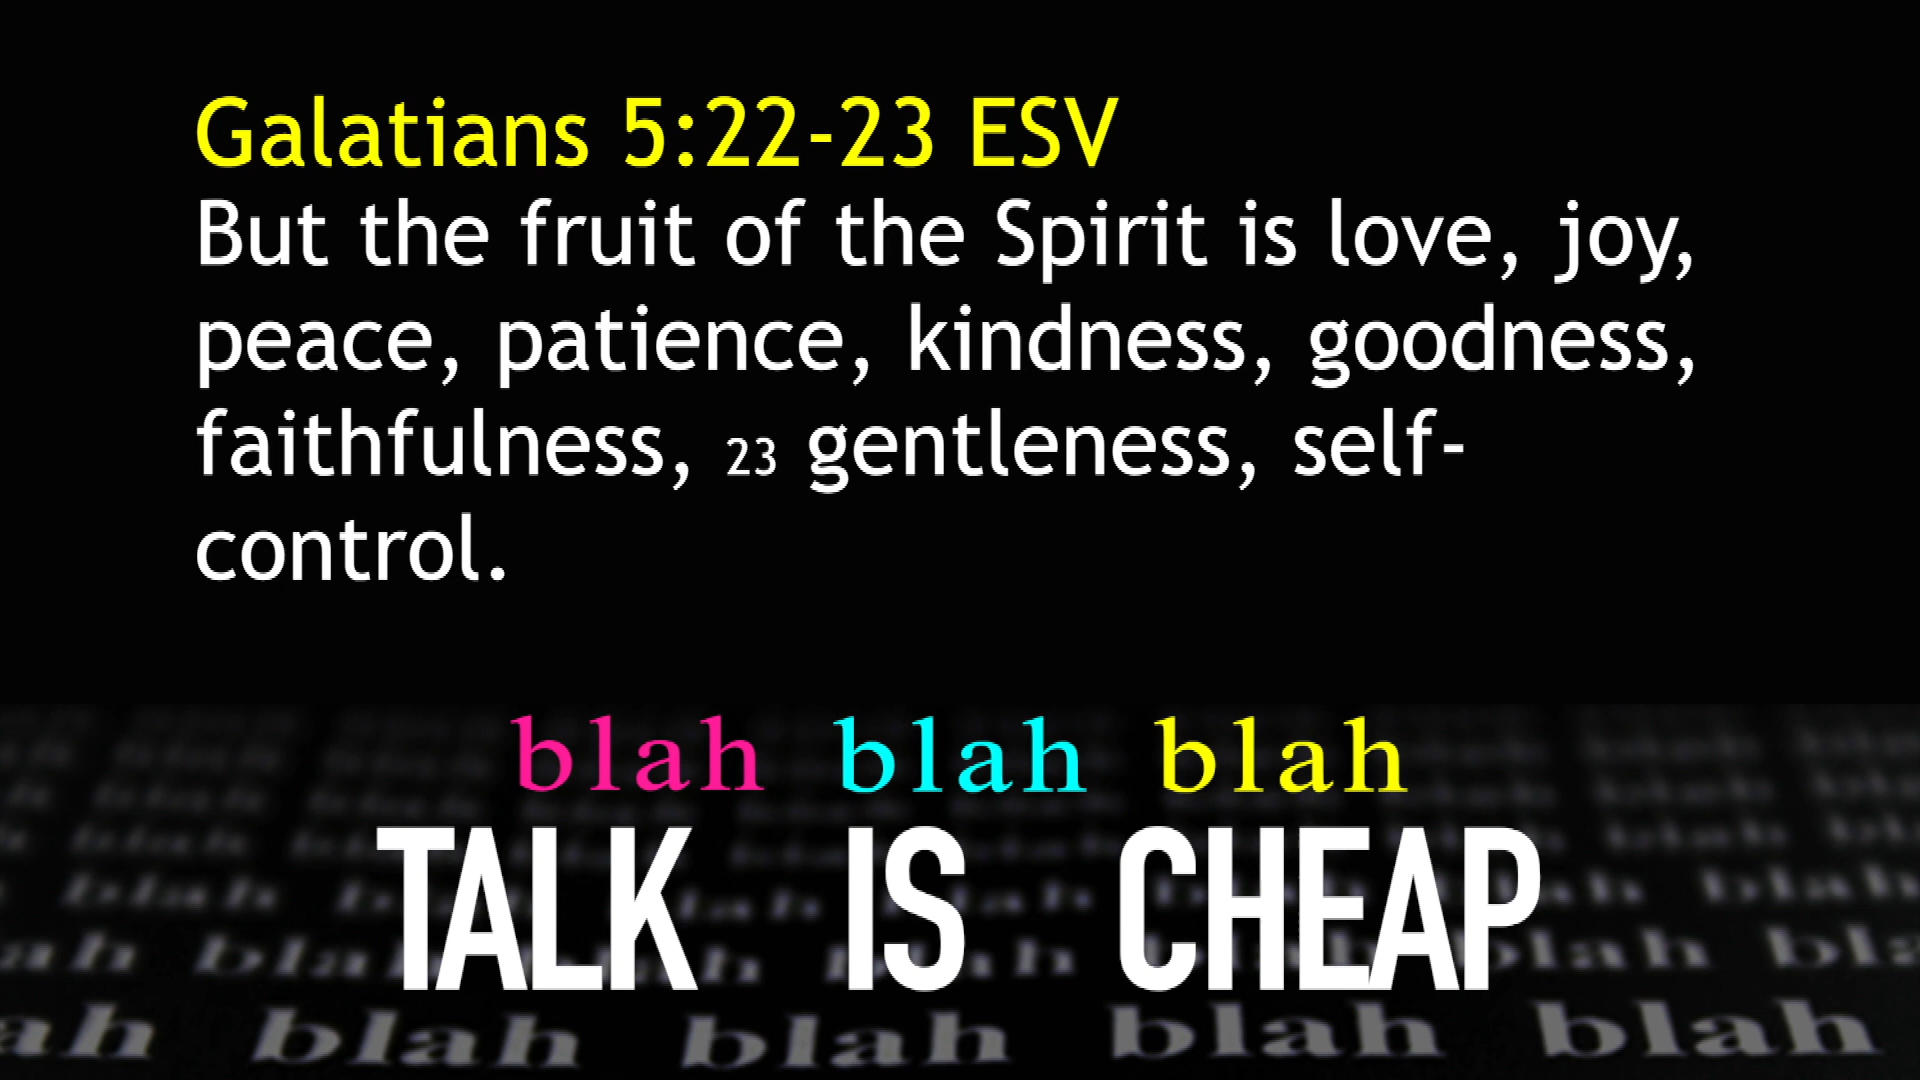 Galatians 5:22-23 ESV
But the fruit of the Spirit is love, joy,
peace, patience, kindness, goodness,
faithfulness, 23 gentleness, self-
control.
blah blah blah
TALK IS CHEAP
blah blah blah blah